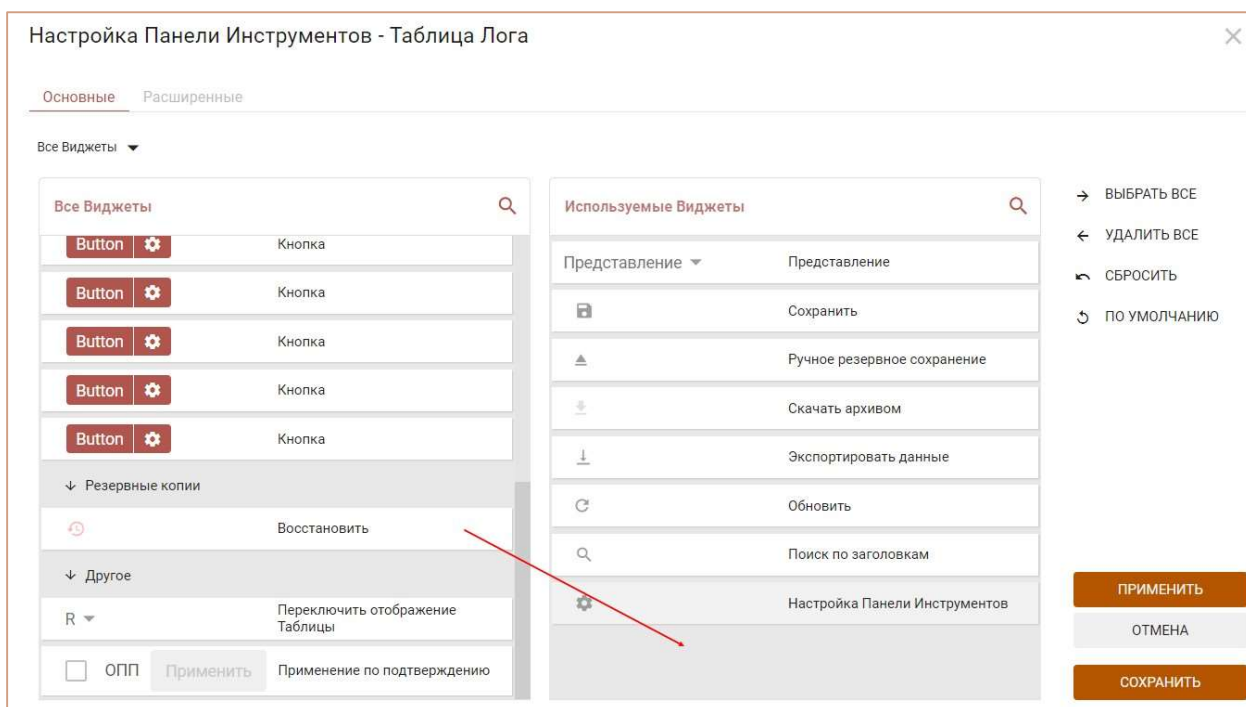 Настройка Панели Инструментов - Таблица Лога
Основные Расширенные
Все Виджеты
Все Виджеты
Button Кнопка
Button Кнопка
Button Кнопка
Button Кнопка
Button Кнопка
Резервные копии
Восстановить
Другое
R Переключить отображение
Таблицы
ОПП Применить Применение по подтверждению
Используемые Виджеты
Представление Представление
Сохранить
Ручное резервное сохранение
Скачать архивом
Экспортировать данные
Обновить
Поиск по заголовкам
Настройка Панели Инструментов
ВЫБРАТЬ ВСЕ
УДАЛИТЬ ВСЕ
СБРОСИТЬ
ПО УМОЛЧАНИЮ
ПРИМЕНИТЬ
ОТМЕНА
СОХРАНИТЬ